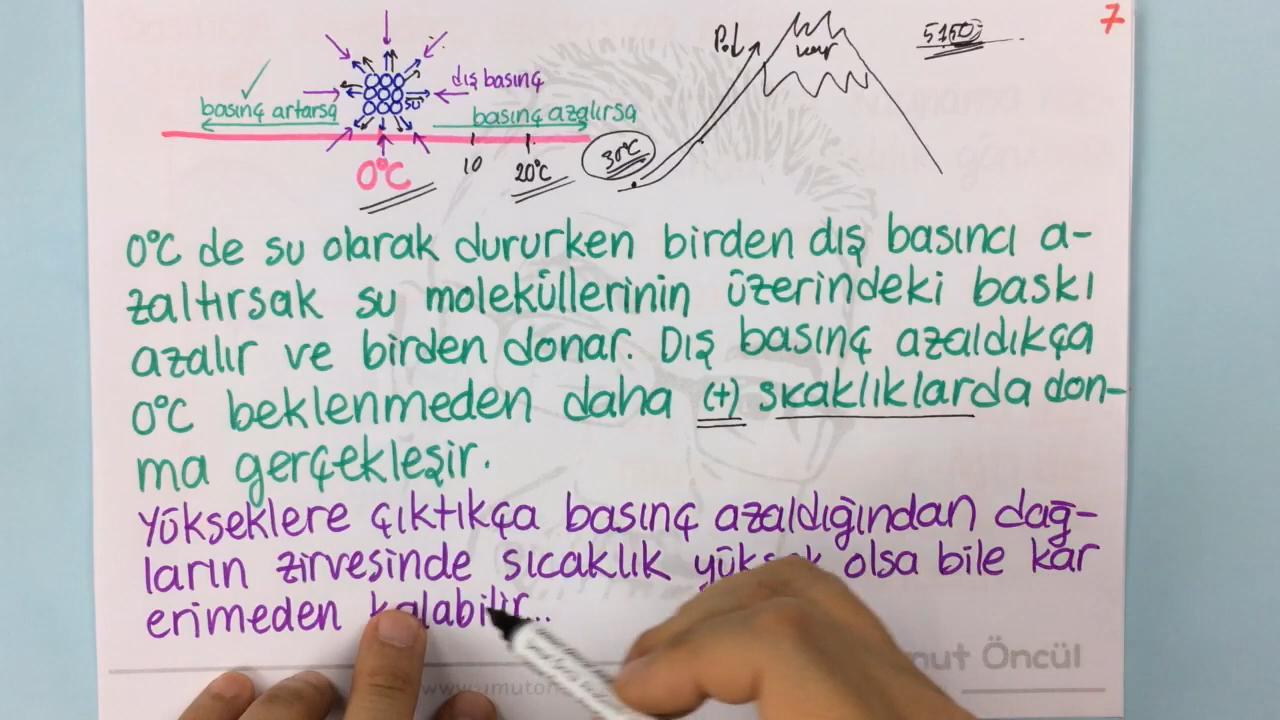 7
5150
kar
dış basınç
basınç artarsa
su
basınç azalırsa
0°C
10
20°C
30°C
0°C de su olarak dururken birden dış basıncı a-
zaltırsak su moleküllerinin üzerindeki baskı
azalır ve birden donar. Dış basınç azaldıkça
0°C beklenmeden daha (+) sıcaklıklarda don-
ma gerçekleşir.
Yükseklere çıktıkça basınç azaldığından dağ-
ların zirvesinde sıcaklık yüksek olsa bile kar
erimeden kalabilir...
Öncül